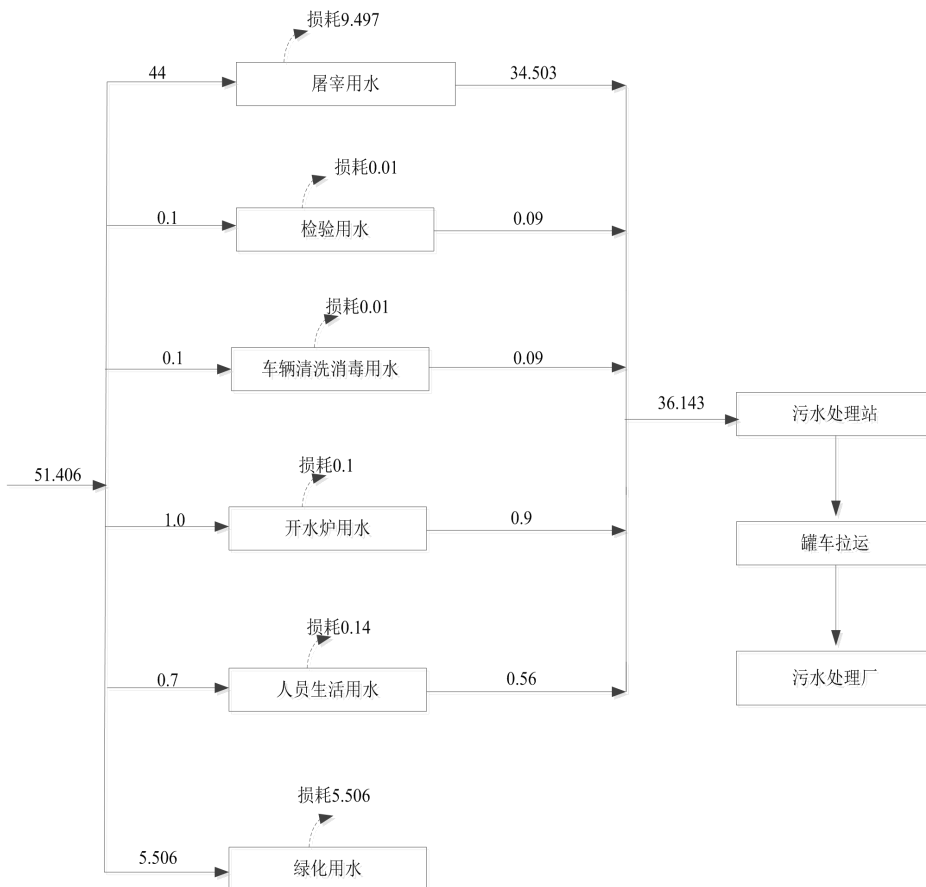 损耗9.497
44
屠宰用水
34.503
损耗0.01
0.1
检验用水
0.09
损耗0.01
0.1
车辆清洗消毒用水
0.09
36.143
污水处理站
51.406
损耗0.1
1.0
开水炉用水
0.9
罐车拉运
损耗0.14
0.7
人员生活用水
0.56
污水处理厂
损耗5.506
5.506
绿化用水